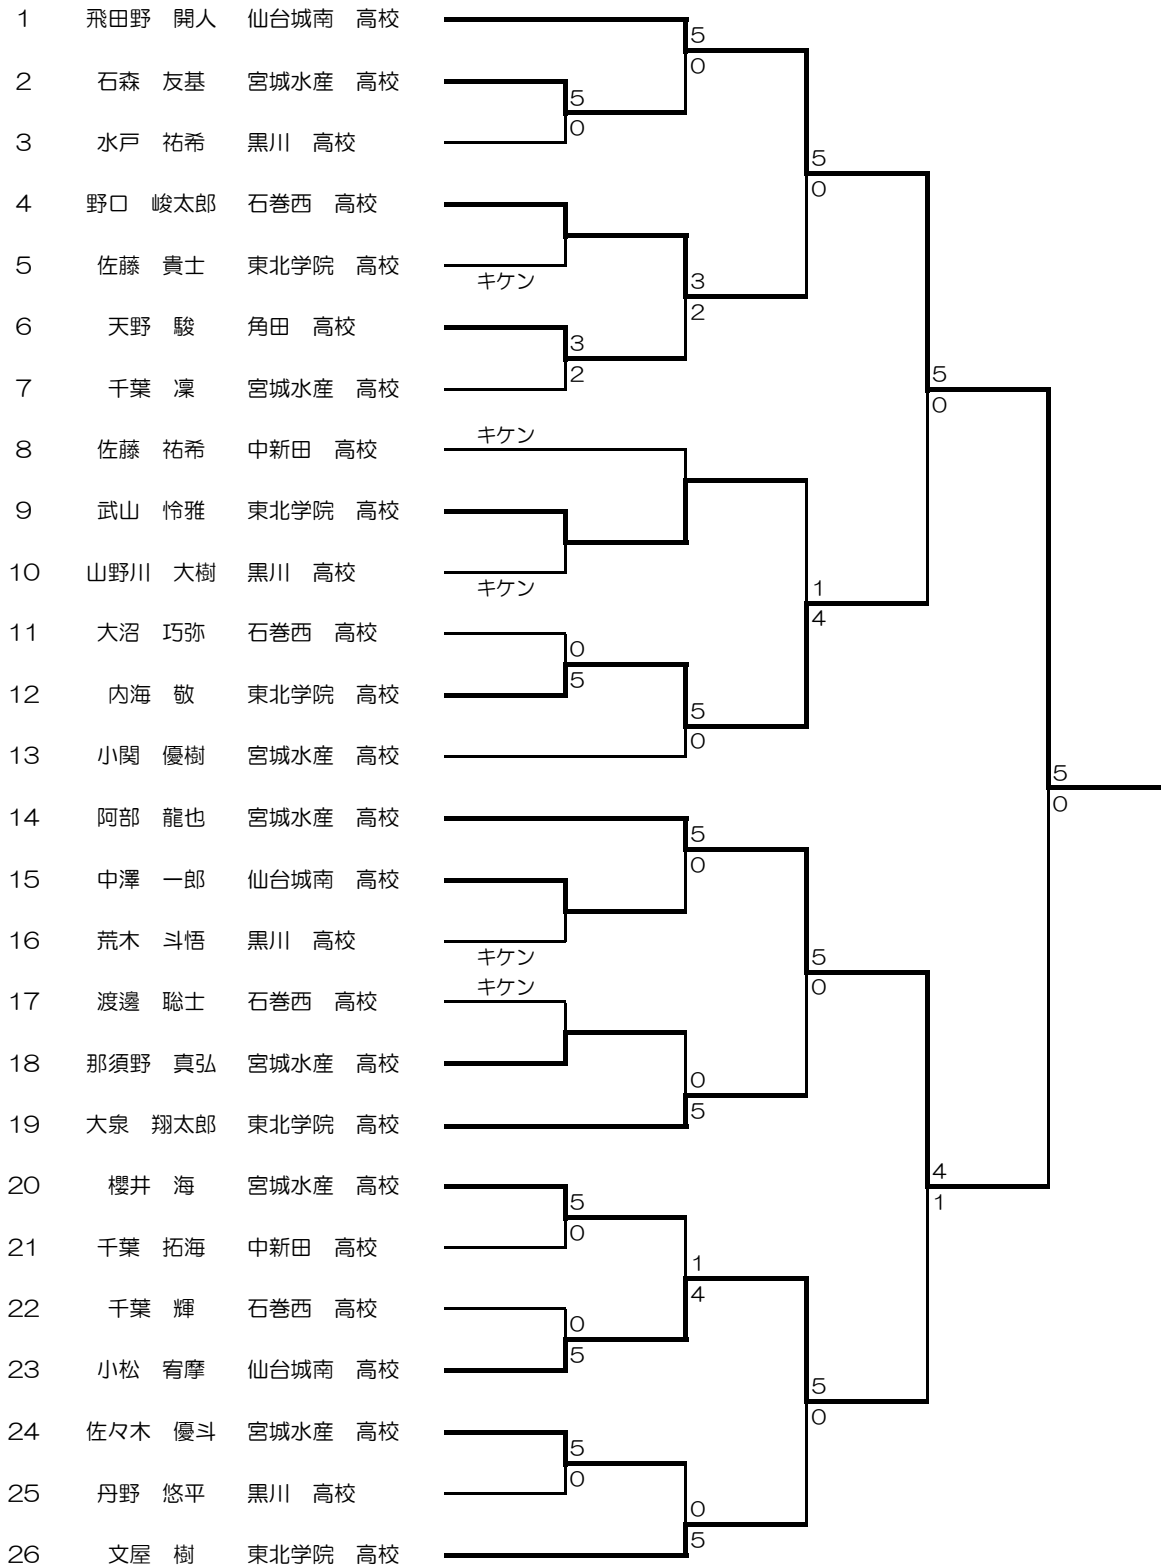 1 飛田野　開人 仙台城南　高校
5
0
2 石森　友基 宮城水産　高校
5
0
3 水戸　祐希 黒川　高校
5
0
4 野口　峻太郎 石巻西　高校
5 佐藤　貴士 東北学院　高校
キケン
3
2
6 天野　駿 角田　高校
3
2
7 千葉　凜 宮城水産　高校
5
0
8 佐藤　祐希 中新田　高校
キケン
9 武山　怜雅 東北学院　高校
10 山野川　大樹 黒川　高校
キケン
1
4
11 大沼　巧弥 石巻西　高校
0
5
12 内海　敬 東北学院　高校
5
0
13 小関　優樹 宮城水産　高校
5
0
14 阿部　龍也 宮城水産　高校
5
0
15 中澤　一郎 仙台城南　高校
16 荒木　斗悟 黒川　高校
キケン
5
0
キケン
17 渡邊　聡士 石巻西　高校
18 那須野　真弘 宮城水産　高校
0
5
19 大泉　翔太郎 東北学院　高校
4
1
20 櫻井　海 宮城水産　高校
5
0
21 千葉　拓海 中新田　高校
1
4
22 千葉　輝 石巻西　高校
0
5
23 小松　宥摩 仙台城南　高校
5
0
24 佐々木　優斗 宮城水産　高校
5
0
25 丹野　悠平 黒川　高校
0
5
26 文屋　樹 東北学院　高校